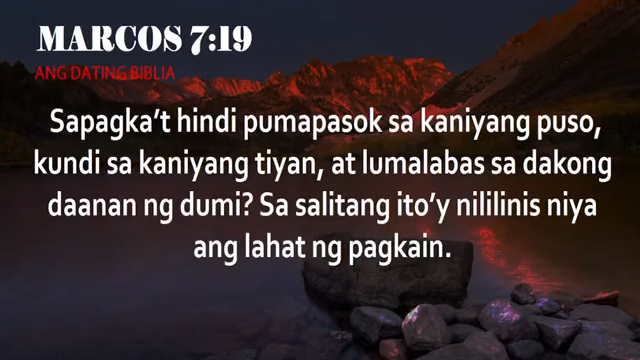 MARCOS 7:19
ANG DATING BIBLIA
Sapagka’t hindi pumapasok sa kaniyang puso,
kundi sa kaniyang tiyan, at lumalabas sa dakong
daanan ng dumi? Sa salitang ito’y nililinis niya
ang lahat ng pagkain.